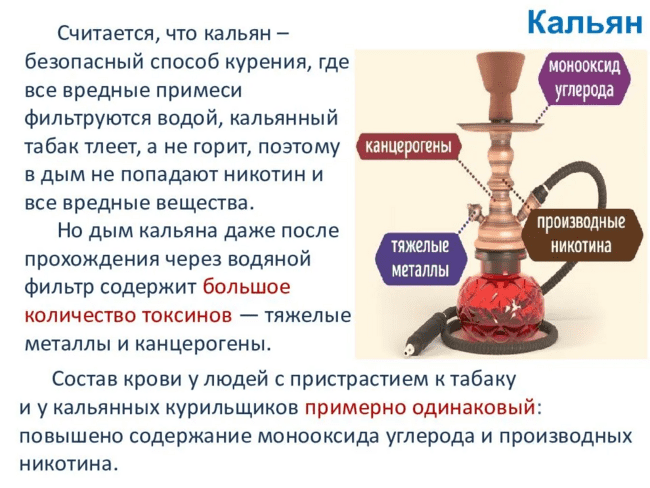 Кальян
Считается, что кальян –
безопасный способ курения, где
все вредные примеси
фильтруются водой, кальянный
табак тлеет, а не горит, поэтому
в дым не попадают никотин и
все вредные вещества.
Но дым кальяна даже после
прохождения через водяной
фильтр содержит большое
количество токсинов — тяжелые
металлы и канцерогены.
монооксид
углерода
канцерогены
производные
никотина
тяжелые
металлы
Состав крови у людей с пристрастием к табаку
и у кальянных курильщиков примерно одинаковый:
повышено содержание монооксида углерода и производных
никотина.